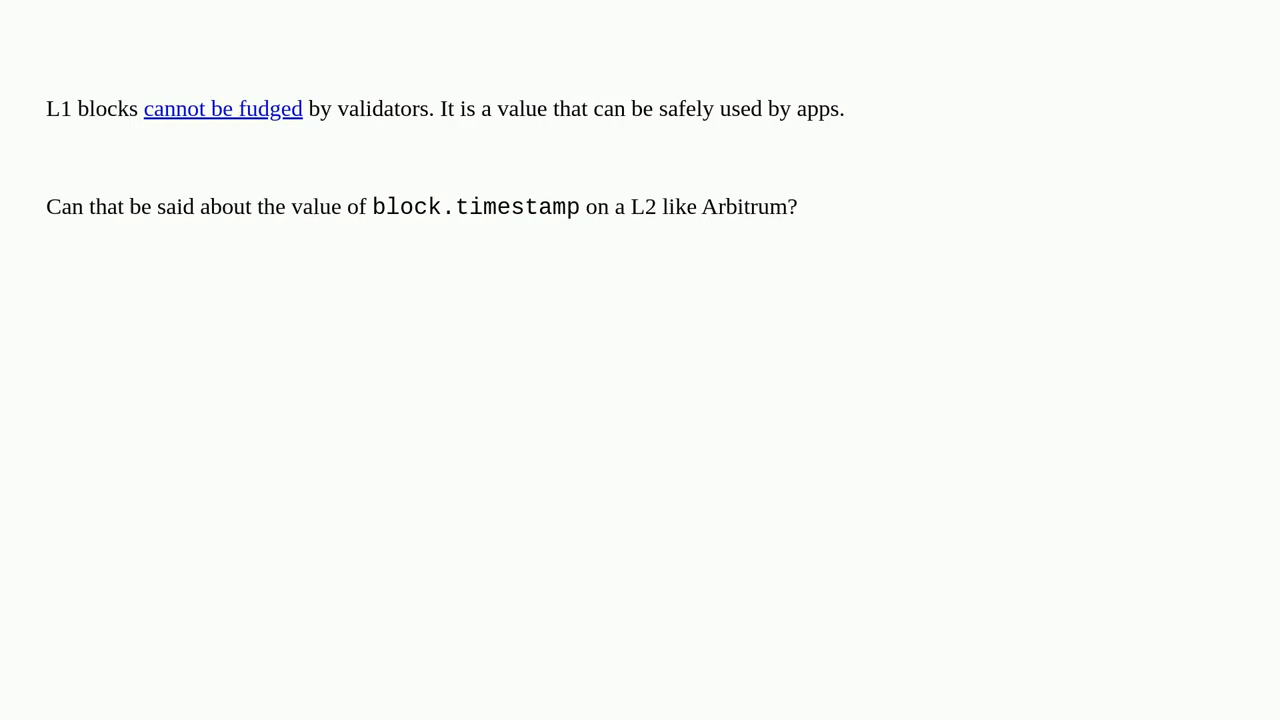 L1 blocks cannot be fudged by validators. It is a value that can be safely used by apps.
Can that be said about the value of block.timestamp on a L2 like Arbitrum?